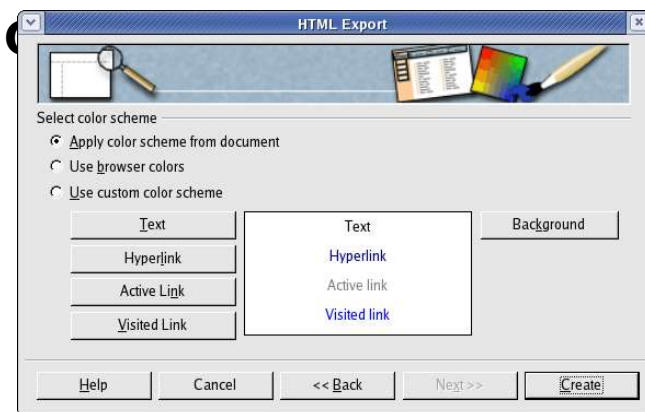 HTML Export
Select color scheme
Apply color scheme from document
Use browser colors
Use custom color scheme
Text
Hyperlink
Active Link
Visited Link
Text
Hyperlink
Active link
Visited link
Background
Help
Cancel
<< Back
Next >>
Create